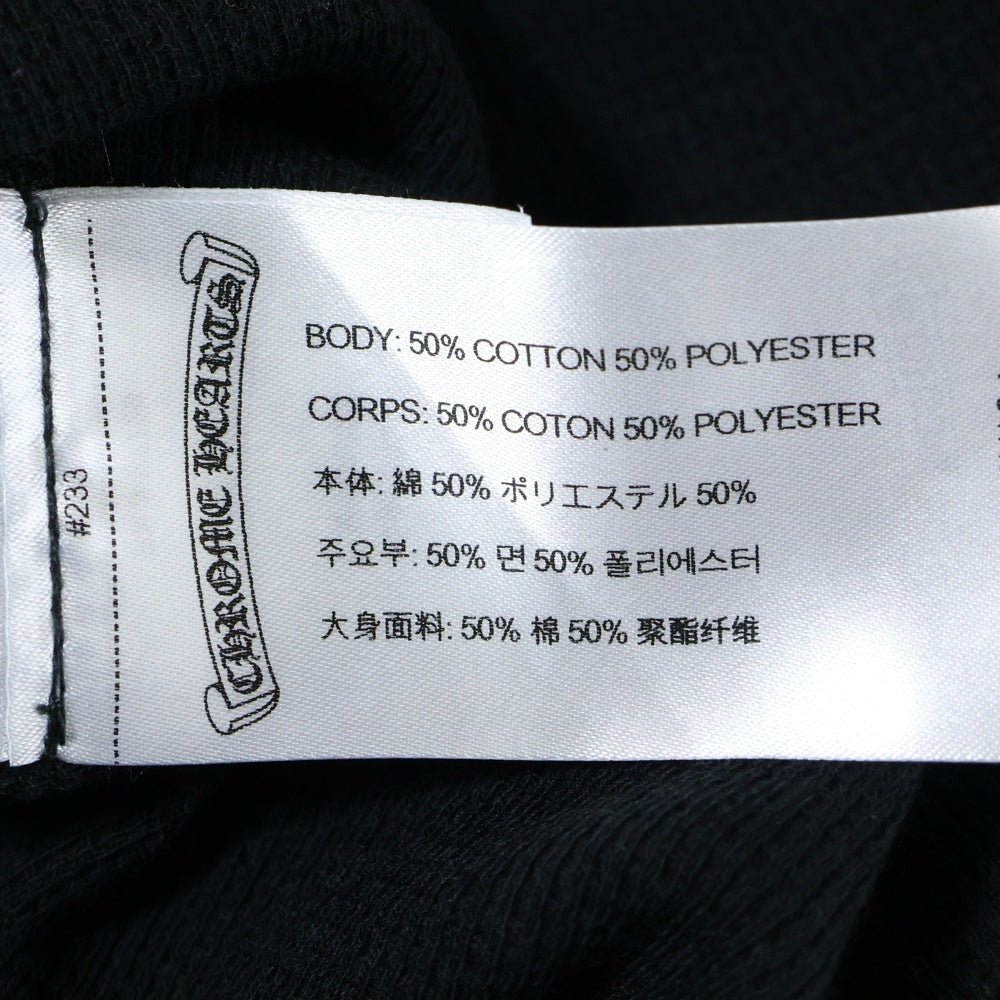 #233
CHROME HEARTS
BODY: 50% COTTON 50% POLYESTER
CORPS: 50% COTON 50% POLYESTER
本体: 綿 50% ポリエステル 50%
주요부: 50% 면 50% 폴리에스터
大身面料: 50% 棉 50% 聚酯纤维